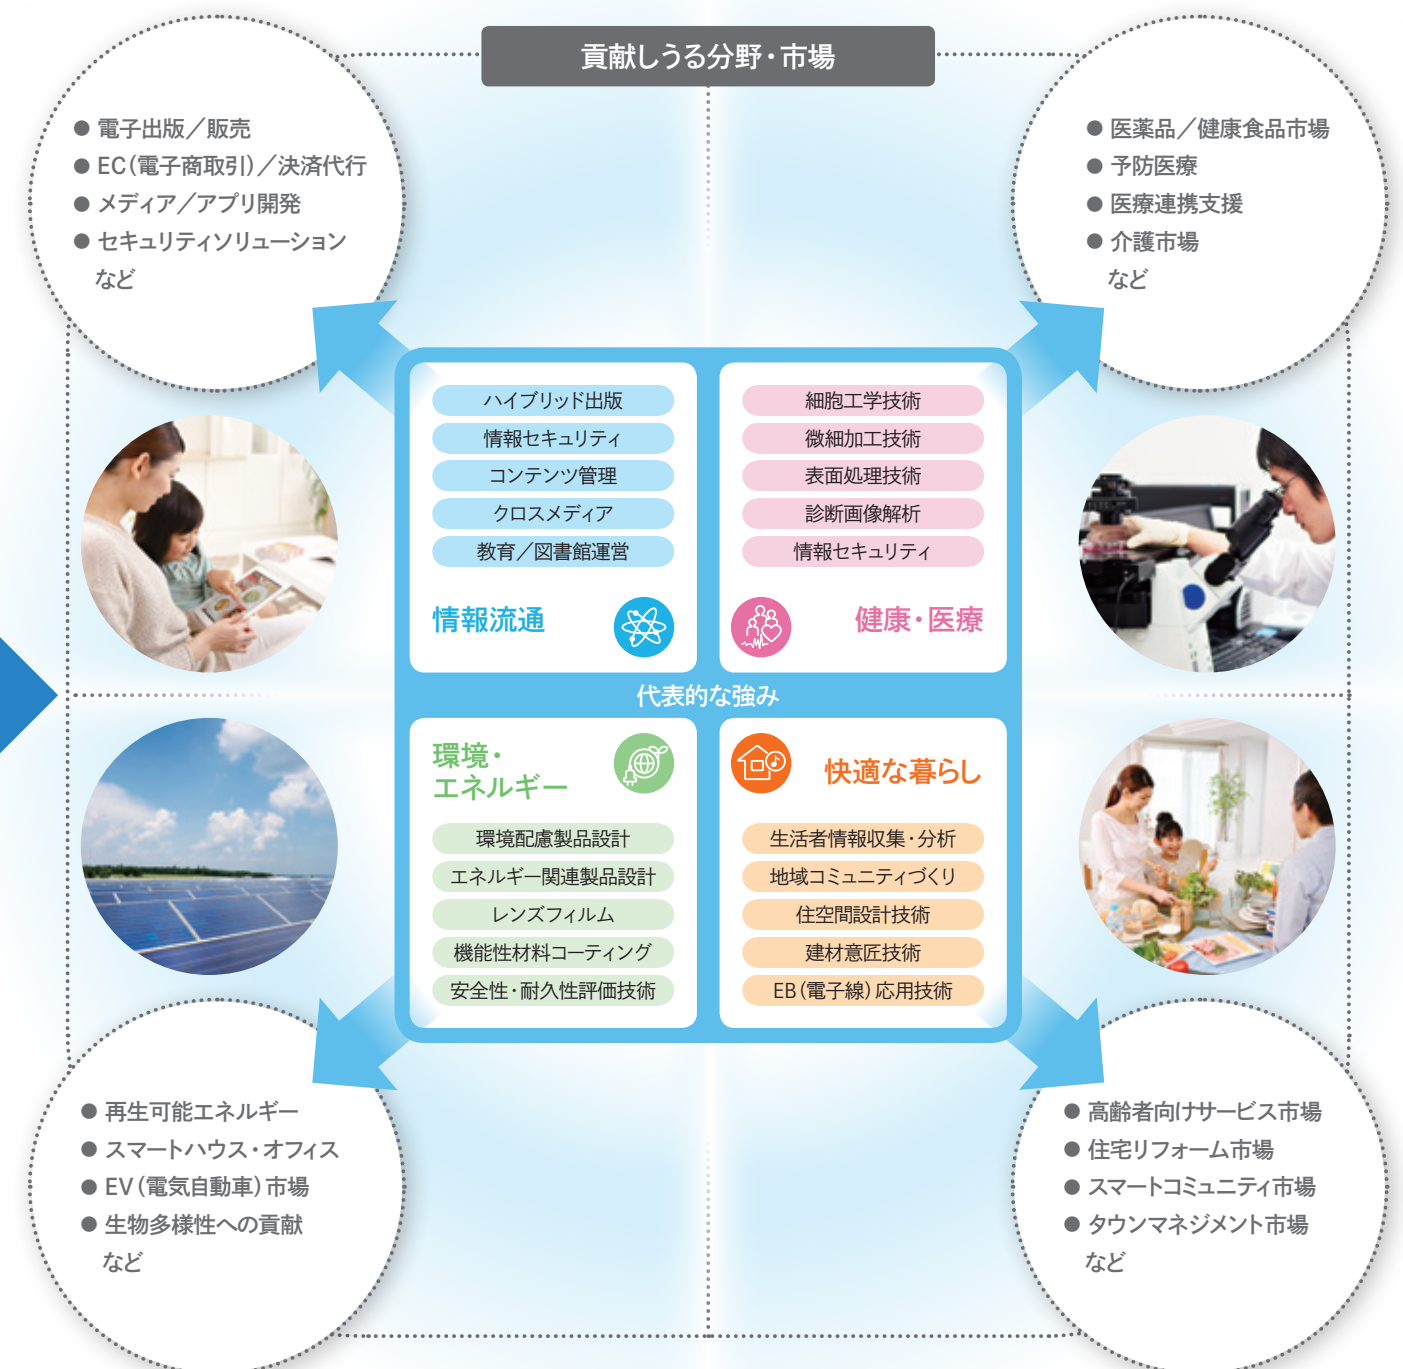 貢献しうる分野・市場
● 電子出版／販売
● EC（電子商取引）／決済代行
● メディア／アプリ開発
● セキュリティソリューション
など
● 医薬品／健康食品市場
● 予防医療
● 医療連携支援
● 介護市場
など
ハイブリッド出版
情報セキュリティ
コンテンツ管理
クロスメディア
教育／図書館運営
情報流通
細胞工学技術
微細加工技術
表面処理技術
診断画像解析
情報セキュリティ
健康・医療
代表的な強み
環境・
エネルギー
環境配慮製品設計
エネルギー関連製品設計
レンズフィルム
機能性材料コーティング
安全性・耐久性評価技術
快適な暮らし
生活者情報収集・分析
地域コミュニティづくり
住空間設計技術
建材意匠技術
EB（電子線）応用技術
● 再生可能エネルギー
● スマートハウス・オフィス
● EV（電気自動車）市場
● 生物多様性への貢献
など
● 高齢者向けサービス市場
● 住宅リフォーム市場
● スマートコミュニティ市場
● タウンマネジメント市場
など